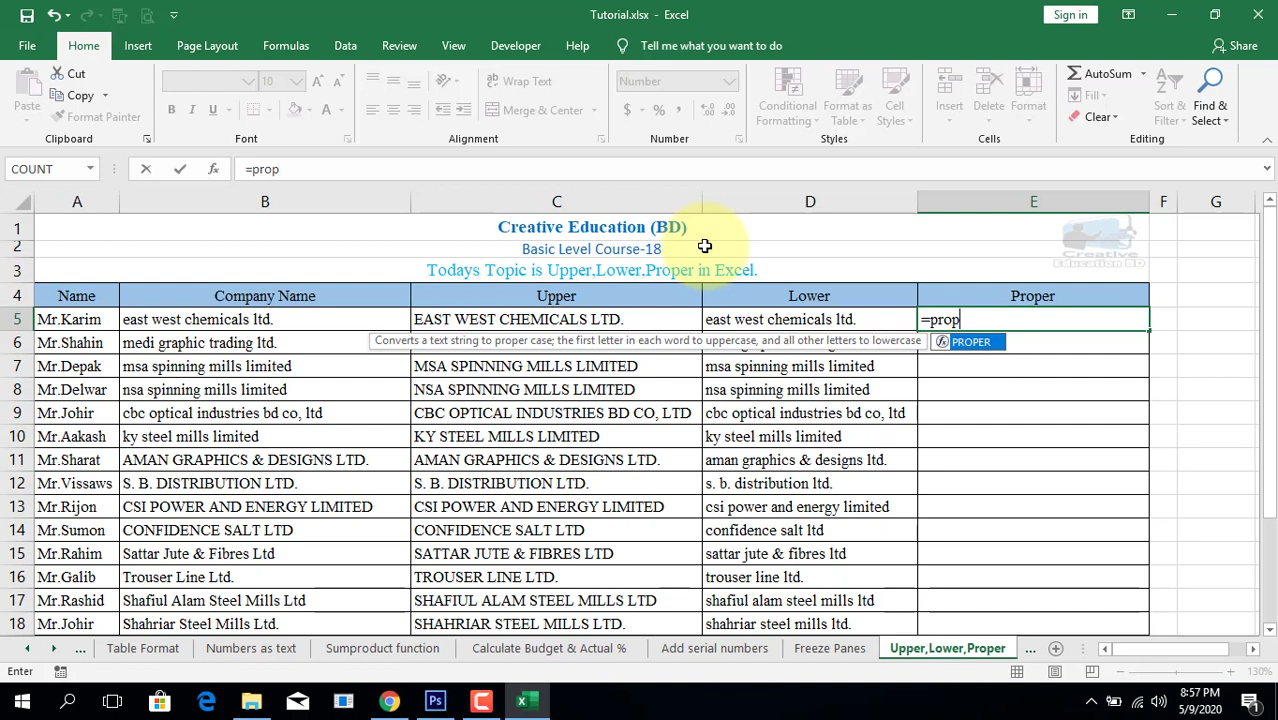 Tutorial.xlsx - Excel
Sign in
File Home Insert Page Layout Formulas Data Review View Developer Help Tell me what you want to do Share
Paste Cut Copy Format Painter Clipboard
10 Font
Wrap Text Merge & Center Alignment
Number Number
Conditional Formatting Format as Table Cell Styles Styles
Insert Delete Format Cells
AutoSum Fill Clear Sort & Filter Find & Select Editing
COUNT =prop
A B C D E F G
1 Creative Education (BD)
2 Basic Level Course-18
3 Todays Topic is Upper,Lower,Proper in Excel.
Creative Education BD
4 Name Company Name Upper Lower Proper
5 Mr.Karim east west chemicals ltd. EAST WEST CHEMICALS LTD. east west chemicals ltd. =prop
Converts a text string to proper case; the first letter in each word to uppercase, and all other letters to lowercase PROPER
6 Mr.Shahin medi graphic trading ltd.
7 Mr.Depak msa spinning mills limited MSA SPINNING MILLS LIMITED msa spinning mills limited
8 Mr.Delwar nsa spinning mills limited NSA SPINNING MILLS LIMITED nsa spinning mills limited
9 Mr.Johir cbc optical industries bd co, ltd CBC OPTICAL INDUSTRIES BD CO, LTD cbc optical industries bd co, ltd
10 Mr.Aakash ky steel mills limited KY STEEL MILLS LIMITED ky steel mills limited
11 Mr.Sharat AMAN GRAPHICS & DESIGNS LTD. AMAN GRAPHICS & DESIGNS LTD. aman graphics & designs ltd.
12 Mr.Vissaws S. B. DISTRIBUTION LTD. S. B. DISTRIBUTION LTD. s. b. distribution ltd.
13 Mr.Rijon CSI POWER AND ENERGY LIMITED CSI POWER AND ENERGY LIMITED csi power and energy limited
14 Mr.Sumon CONFIDENCE SALT LTD CONFIDENCE SALT LTD confidence salt ltd
15 Mr.Rahim Sattar Jute & Fibres Ltd SATTAR JUTE & FIBRES LTD sattar jute & fibres ltd
16 Mr.Galib Trouser Line Ltd. TROUSER LINE LTD. trouser line ltd.
17 Mr.Rashid Shafiul Alam Steel Mills Ltd SHAFIUL ALAM STEEL MILLS LTD shafiul alam steel mills ltd
18 Mr.Johir Shahriar Steel Mills Ltd. SHAHRIAR STEEL MILLS LTD. shahriar steel mills ltd.
... Table Format Numbers as text Sumproduct function Calculate Budget & Actual % Add serial numbers Freeze Panes Upper,Lower,Proper ...
Enter 130%
8:57 PM
5/9/2020